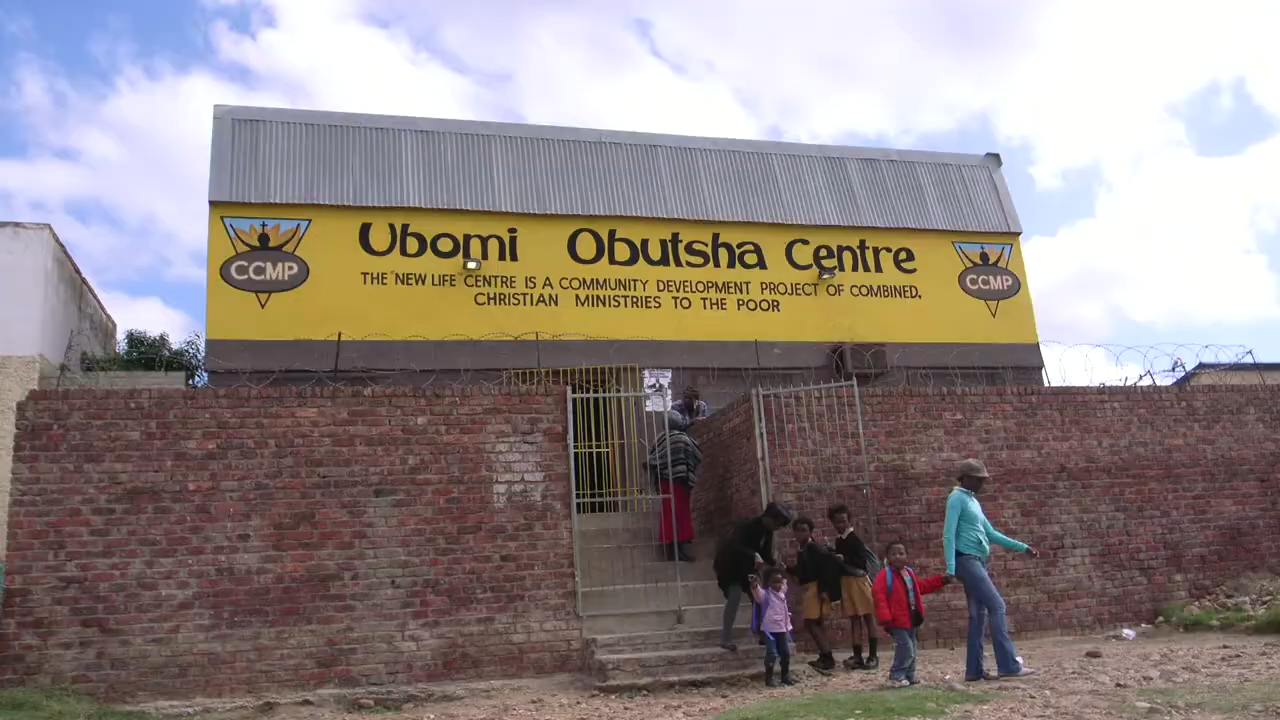 Ubomi Obutsha Centre
THE NEW LIFE CENTRE IS A COMMUNITY DEVELOPMENT PROJECT OF COMBINED,
CHRISTIAN MINISTRIES TO THE POOR
CCMP
CCMP